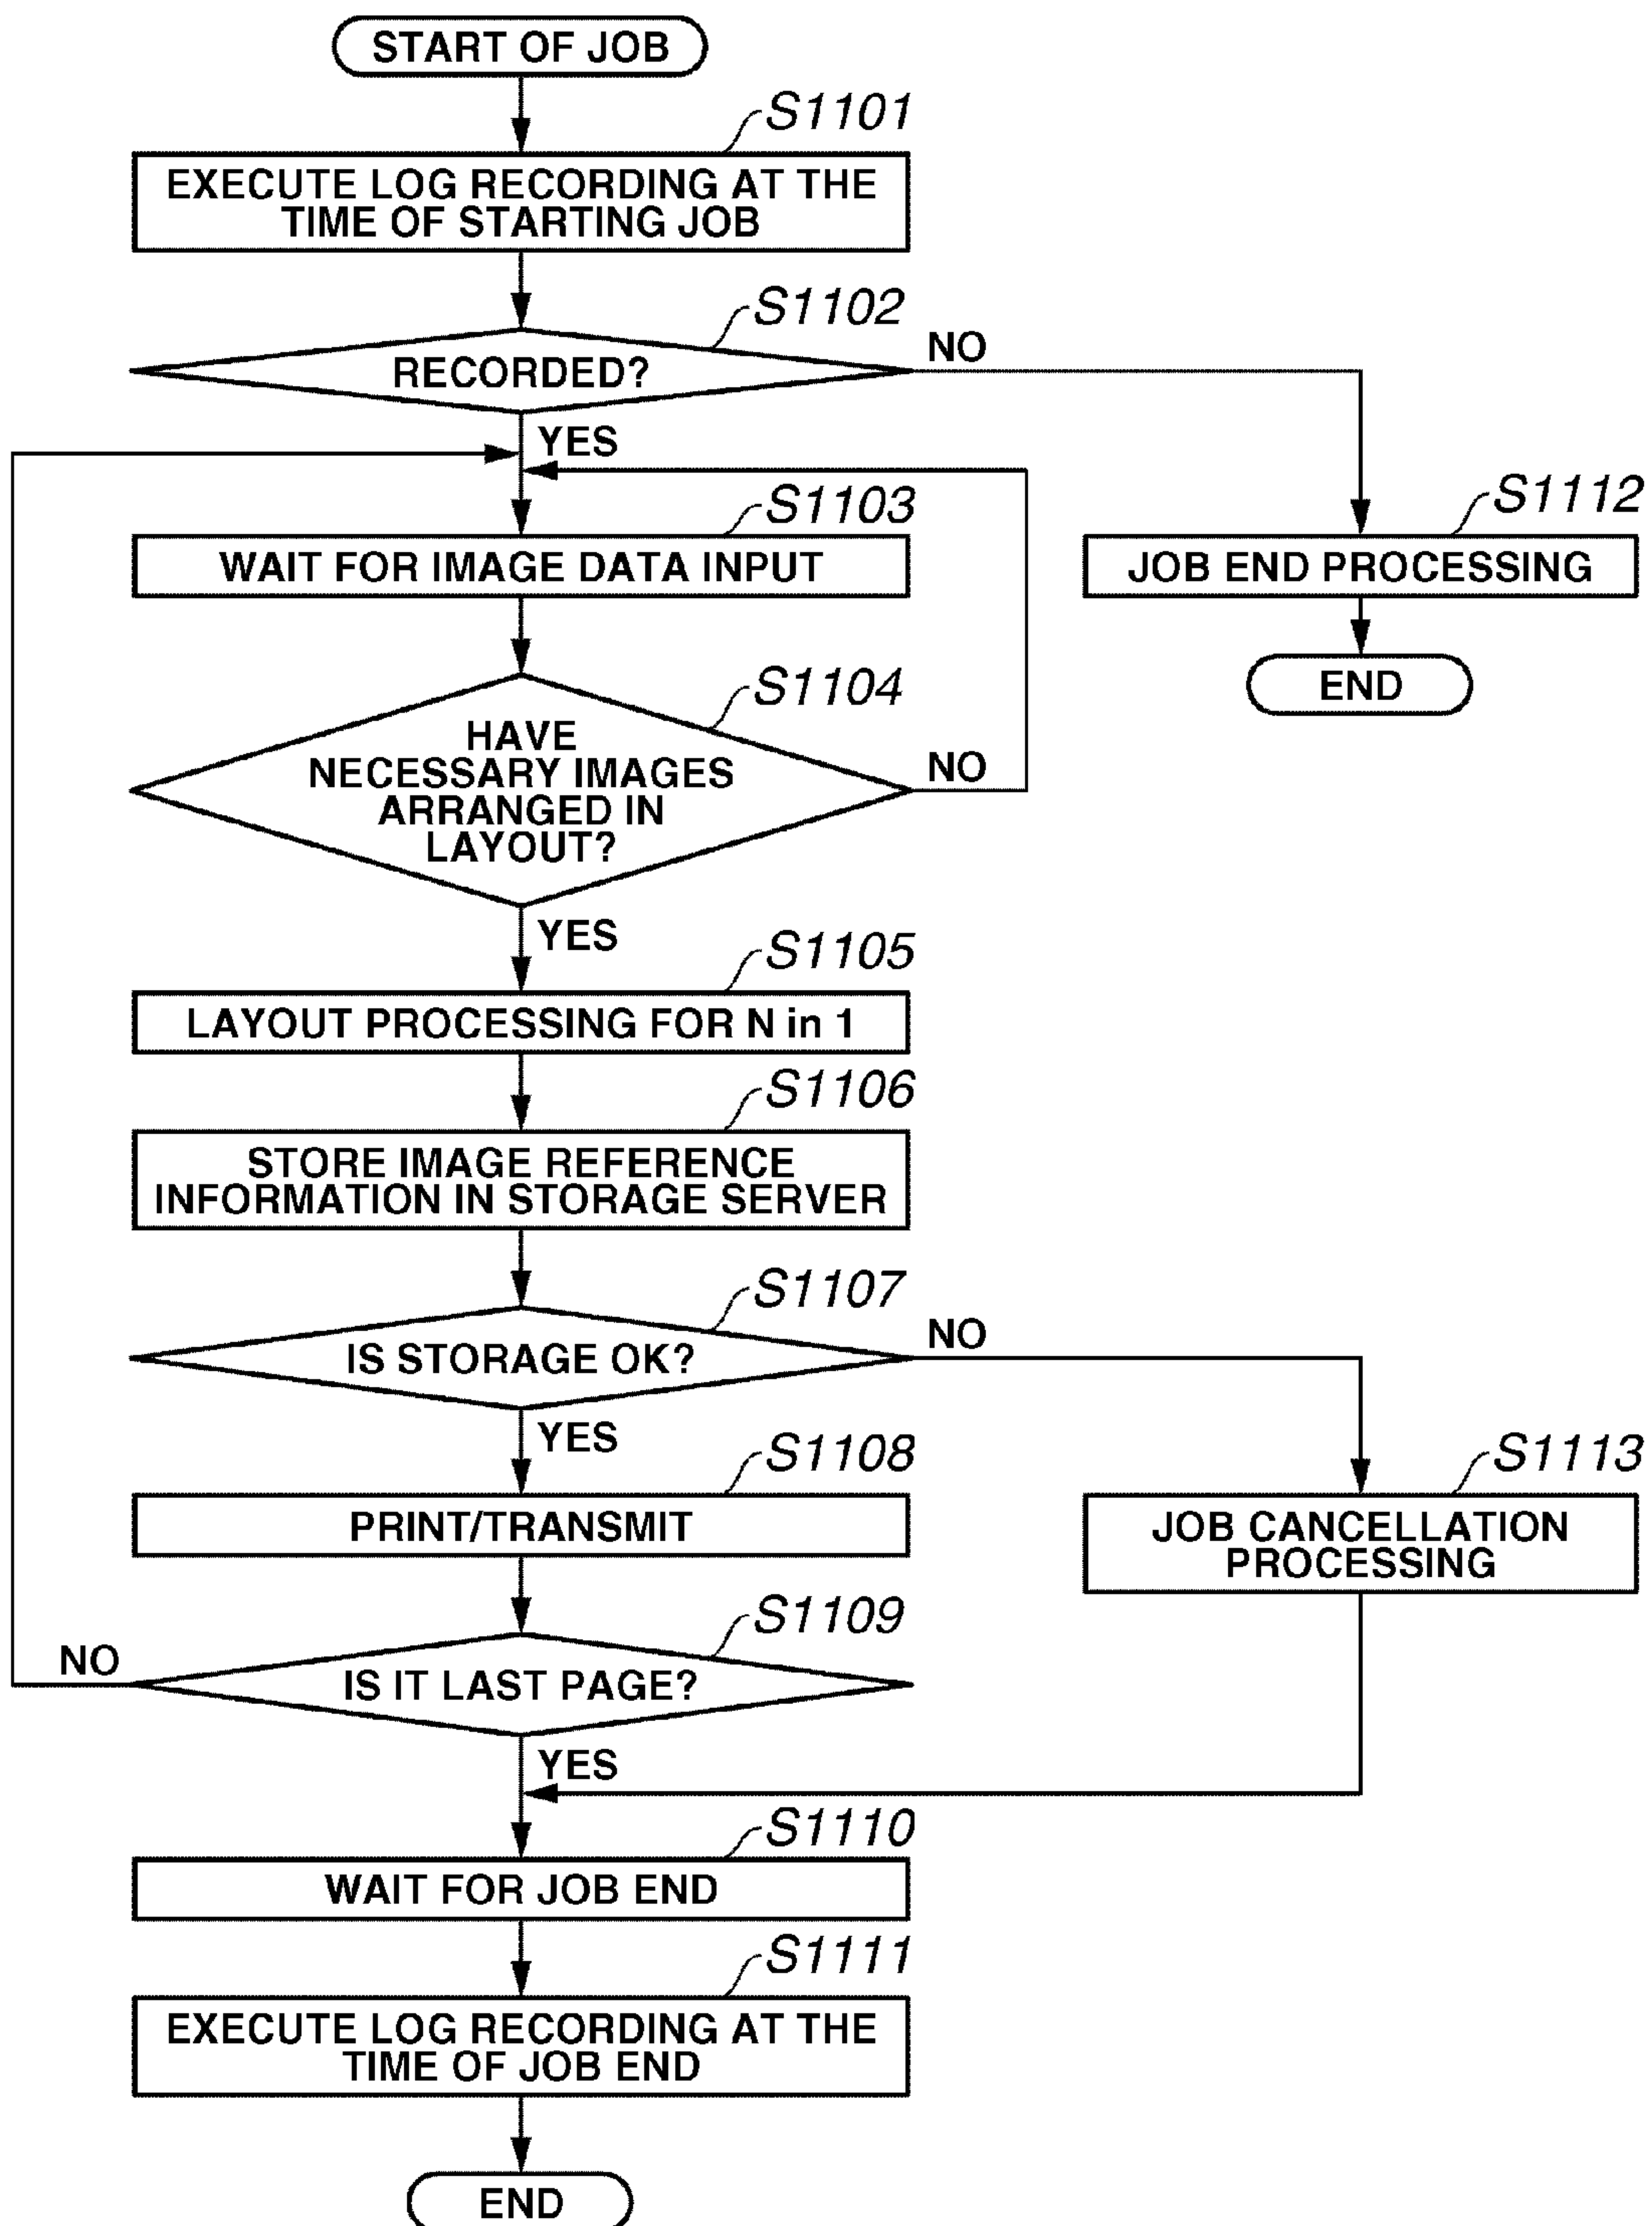 START OF JOB
S1101
EXECUTE LOG RECORDING AT THE
TIME OF STARTING JOB
S1102
RECORDED?
NO
YES
S1103
WAIT FOR IMAGE DATA INPUT
S1112
JOB END PROCESSING
END
S1104
HAVE
NECESSARY IMAGES
ARRANGED IN
LAYOUT?
NO
YES
S1105
LAYOUT PROCESSING FOR N in 1
S1106
STORE IMAGE REFERENCE
INFORMATION IN STORAGE SERVER
S1107
IS STORAGE OK?
NO
YES
S1108
PRINT/TRANSMIT
S1113
JOB CANCELLATION
PROCESSING
S1109
IS IT LAST PAGE?
NO
YES
S1110
WAIT FOR JOB END
S1111
EXECUTE LOG RECORDING AT THE
TIME OF JOB END
END